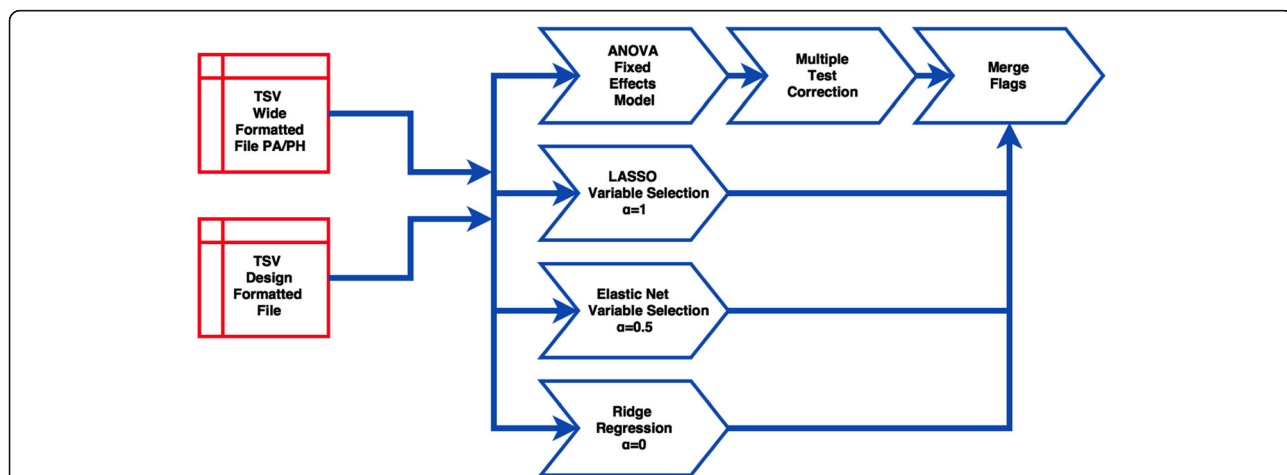 TSV
Wide
Formatted
File PA/PH
TSV
Design
Formatted
File
ANOVA
Fixed
Effects
Model
Multiple
Test
Correction
Merge
Flags
LASSO
Variable Selection
α=1
Elastic Net
Variable Selection
α=0.5
Ridge
Regression
α=0